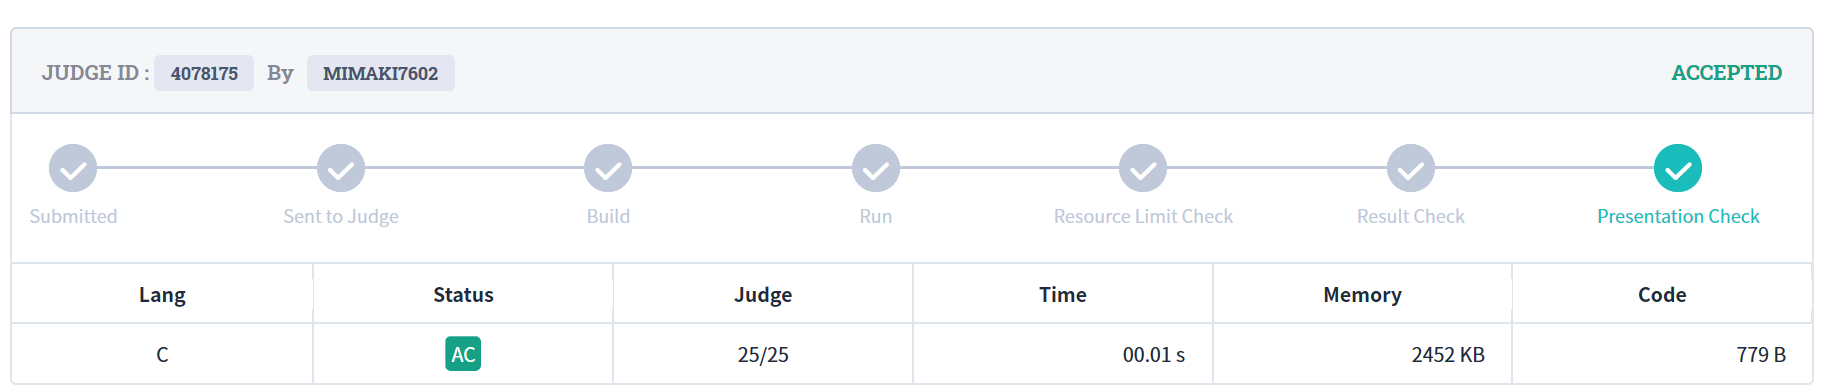 JUDGE ID : 4078175 By MIMAKI7602 ACCEPTED
Submitted Sent to Judge Build Run Resource Limit Check Result Check Presentation Check
Lang Status Judge Time Memory Code
C AC 25/25 00.01 s 2452 KB 779 B